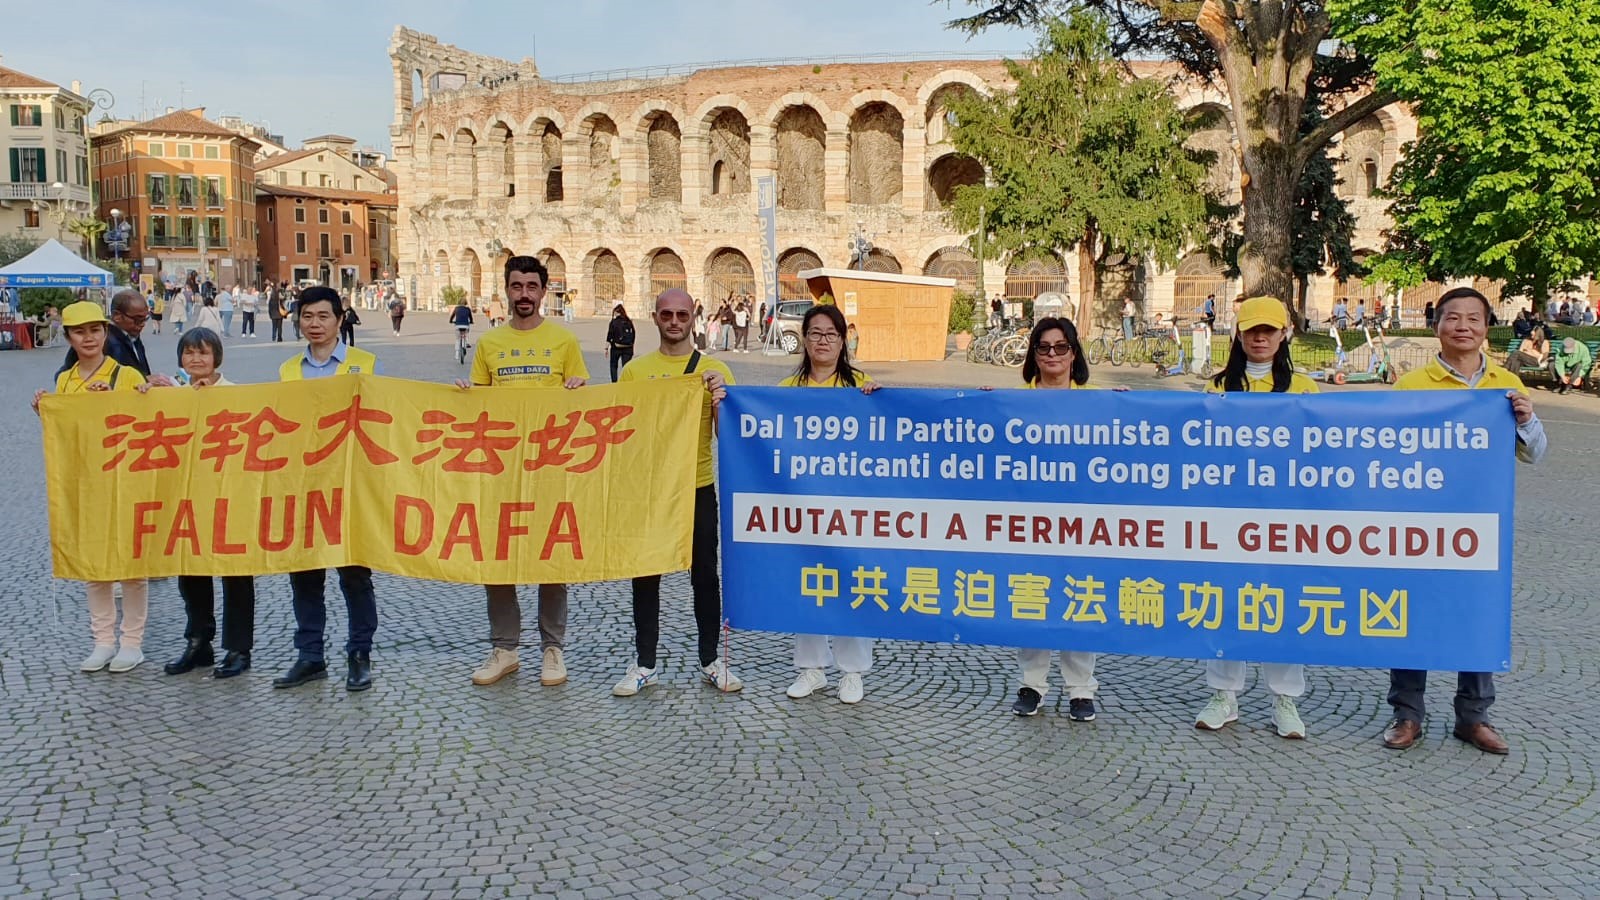 Parque Veronesi
法轮大法好
FALUN DAFA
法輪大法
FALUN DAFA
Dal 1999 il Partito Comunista Cinese perseguita
i praticanti del Falun Gong per la loro fede
AIUTATECI A FERMARE IL GENOCIDIO
中共是迫害法輪功的元凶